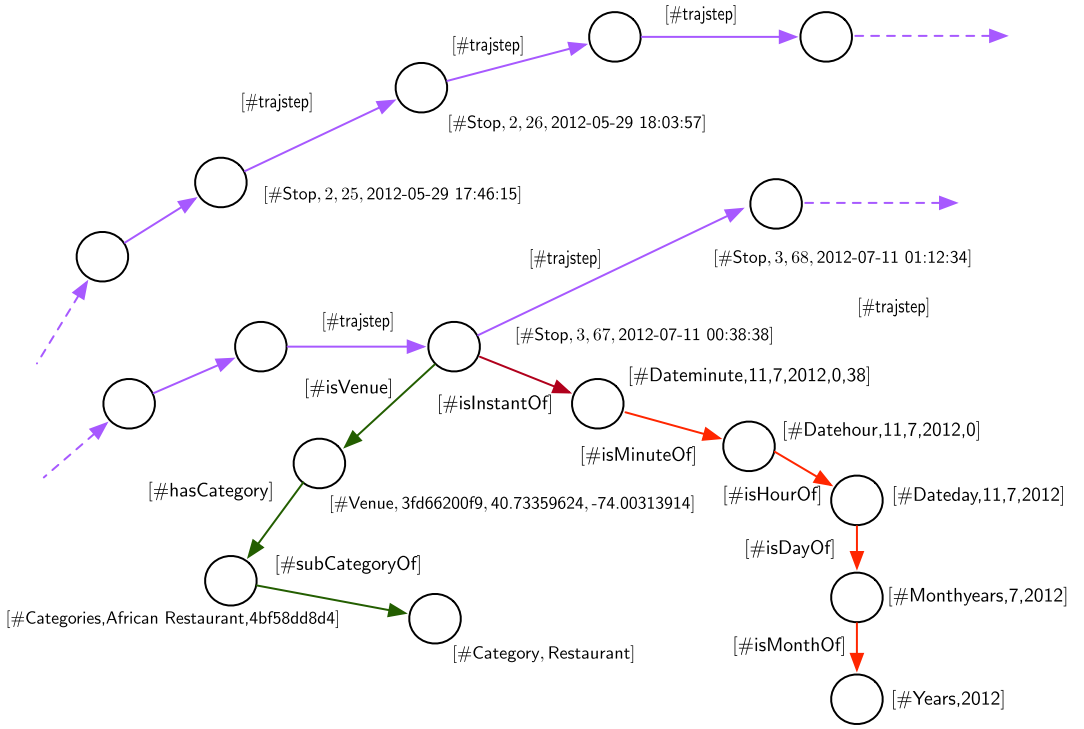 [#trajstep]
[#trajstep]
[#trajstep]
[#Stop, 2, 26, 2012-05-29 18:03:57]
[#Stop, 2, 25, 2012-05-29 17:46:15]
[#trajstep]
[#Stop, 3, 68, 2012-07-11 01:12:34]
[#trajstep]
[#trajstep]
[#Stop, 3, 67, 2012-07-11 00:38:38]
[#isVenue]
[#Dateminute,11,7,2012,0,38]
[#isInstantOf]
[#Datehour,11,7,2012,0]
[#isMinuteOf]
[#hasCategory]
[#Venue, 3fd66200f9, 40.73359624, -74.00313914]
[#isHourOf]
[#Dateday,11,7,2012]
[#isDayOf]
[#subCategoryOf]
[#Monthyears,7,2012]
[#Categories,African Restaurant,4bf58dd8d4]
[#isMonthOf]
[#Category, Restaurant]
[#Years,2012]